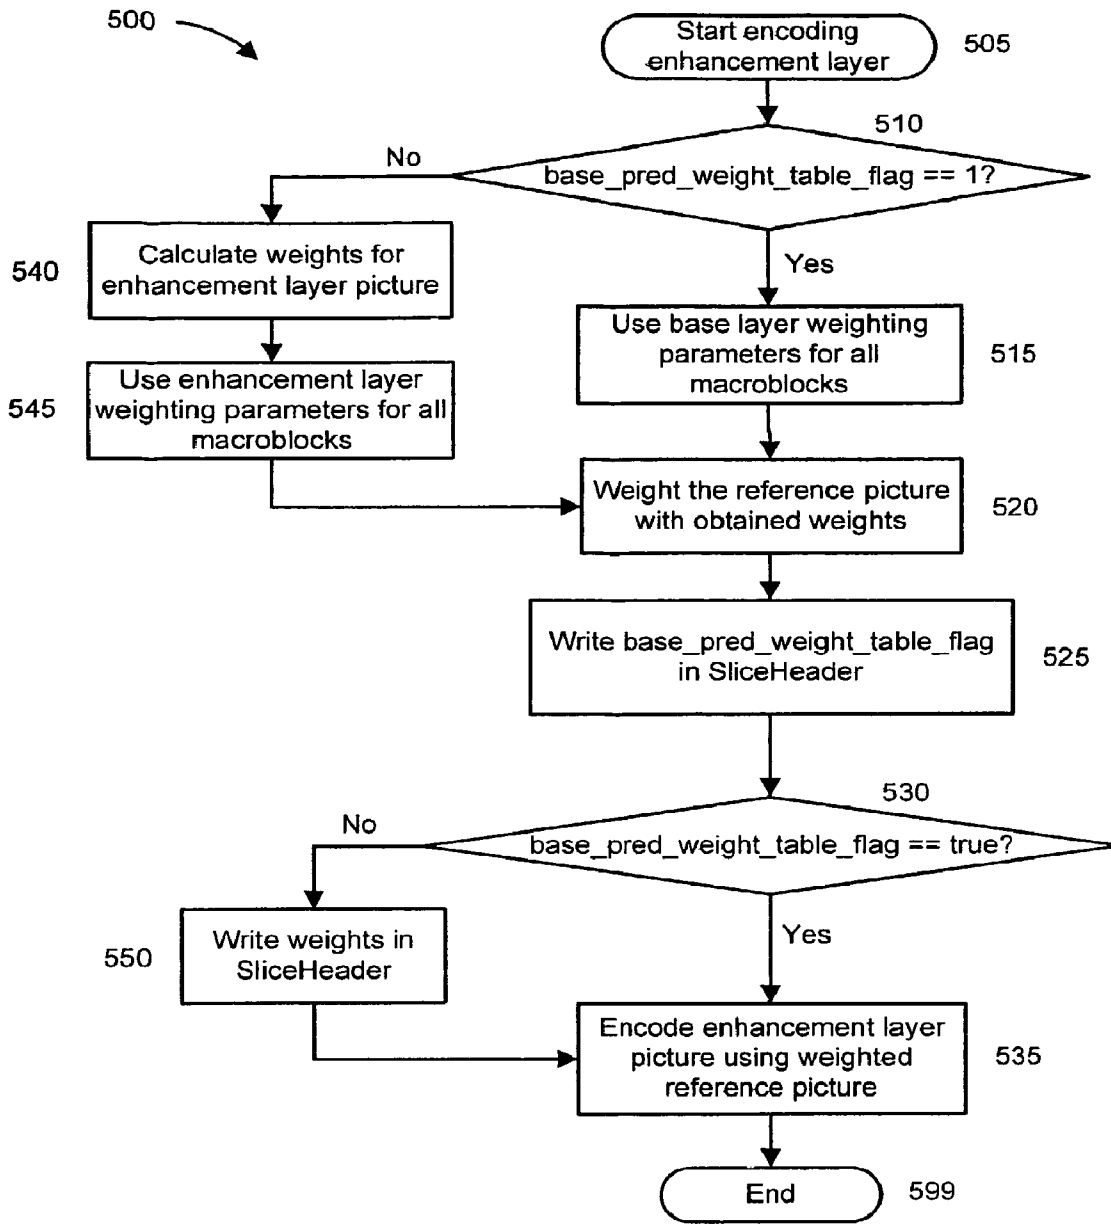 500
Start encoding
enhancement layer
505
510
base_pred_weight_table_flag == 1?
No
Yes
540
Calculate weights for
enhancement layer picture
Use base layer weighting
parameters for all
macroblocks
515
545
Use enhancement layer
weighting parameters for all
macroblocks
Weight the reference picture
with obtained weights
520
Write base_pred_weight_table_flag
in SliceHeader
525
530
base_pred_weight_table_flag == true?
No
Yes
550
Write weights in
SliceHeader
Encode enhancement layer
picture using weighted
reference picture
535
End
599